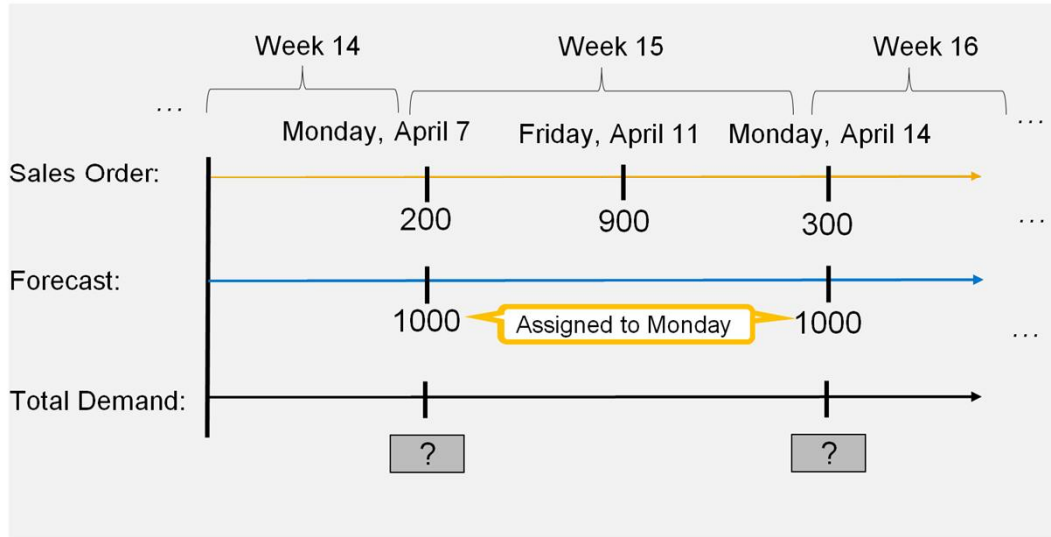 Week 14 Week 15 Week 16
... ...
Monday, April 7 Friday, April 11 Monday, April 14
Sales Order:
200 900 300 ...
Forecast:
1000 Assigned to Monday 1000 ...
Total Demand:
? ?